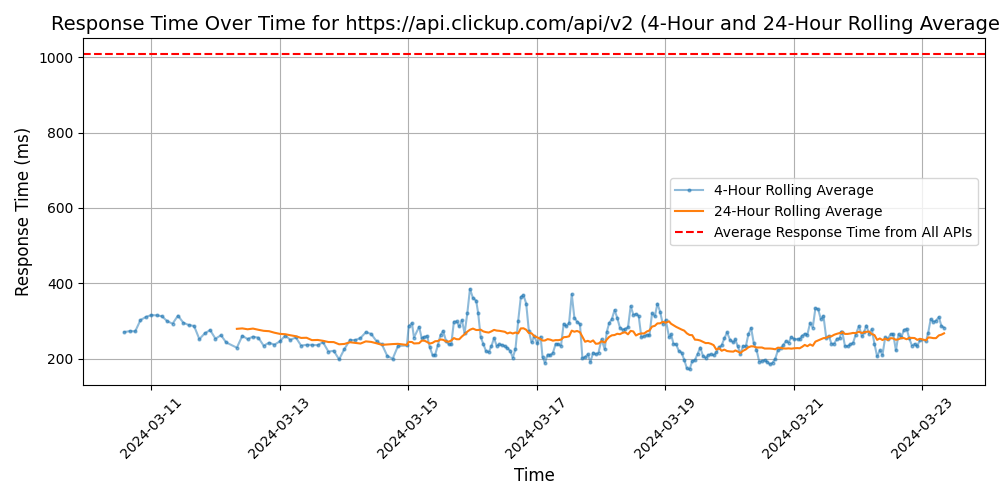 Response Time Over Time for https://api.clickup.com/api/v2 (4-Hour and 24-Hour Rolling Average
Response Time (ms)
1000
800
600
400
200
4-Hour Rolling Average
24-Hour Rolling Average
Average Response Time from All APIs
2024-03-11
2024-03-13
2024-03-15
2024-03-17
2024-03-19
2024-03-21
2024-03-23
Time